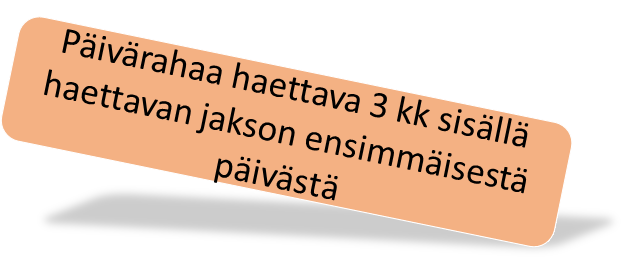 Päivärahaa haettava 3 kk sisällä
haettavan jakson ensimmäisestä
päivästä